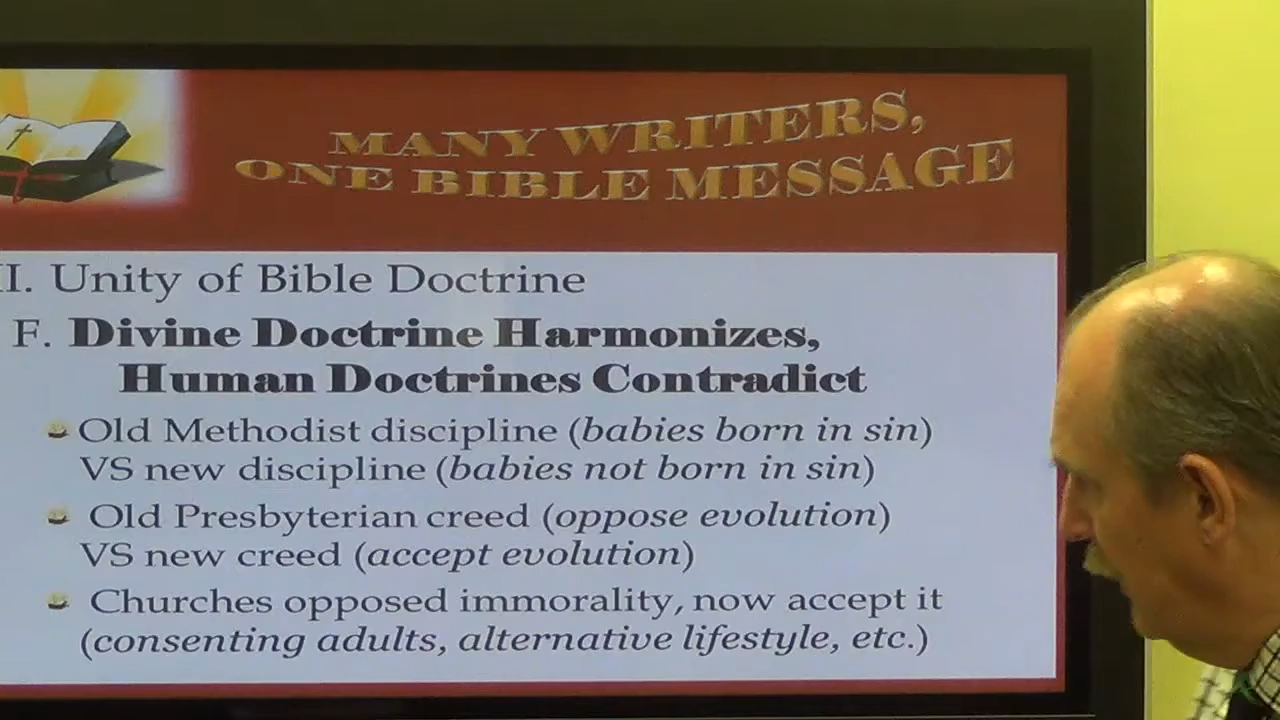 MANY WRITERS,
ONE BIBLE MESSAGE
II. Unity of Bible Doctrine
F. Divine Doctrine Harmonizes,
Human Doctrines Contradict
Old Methodist discipline (babies born in sin)
VS new discipline (babies not born in sin)
Old Presbyterian creed (oppose evolution)
VS new creed (accept evolution)
Churches opposed immorality, now accept it
(consenting adults, alternative lifestyle, etc.)